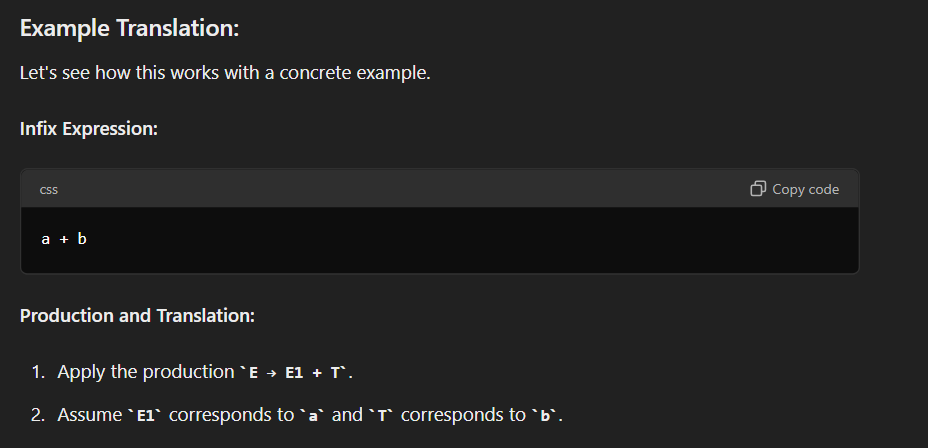 Example Translation:
Let's see how this works with a concrete example.
Infix Expression:
css Copy code
a + b
Production and Translation:
1. Apply the production `E → E1 + T`.
2. Assume `E1` corresponds to `a` and `T` corresponds to `b`.